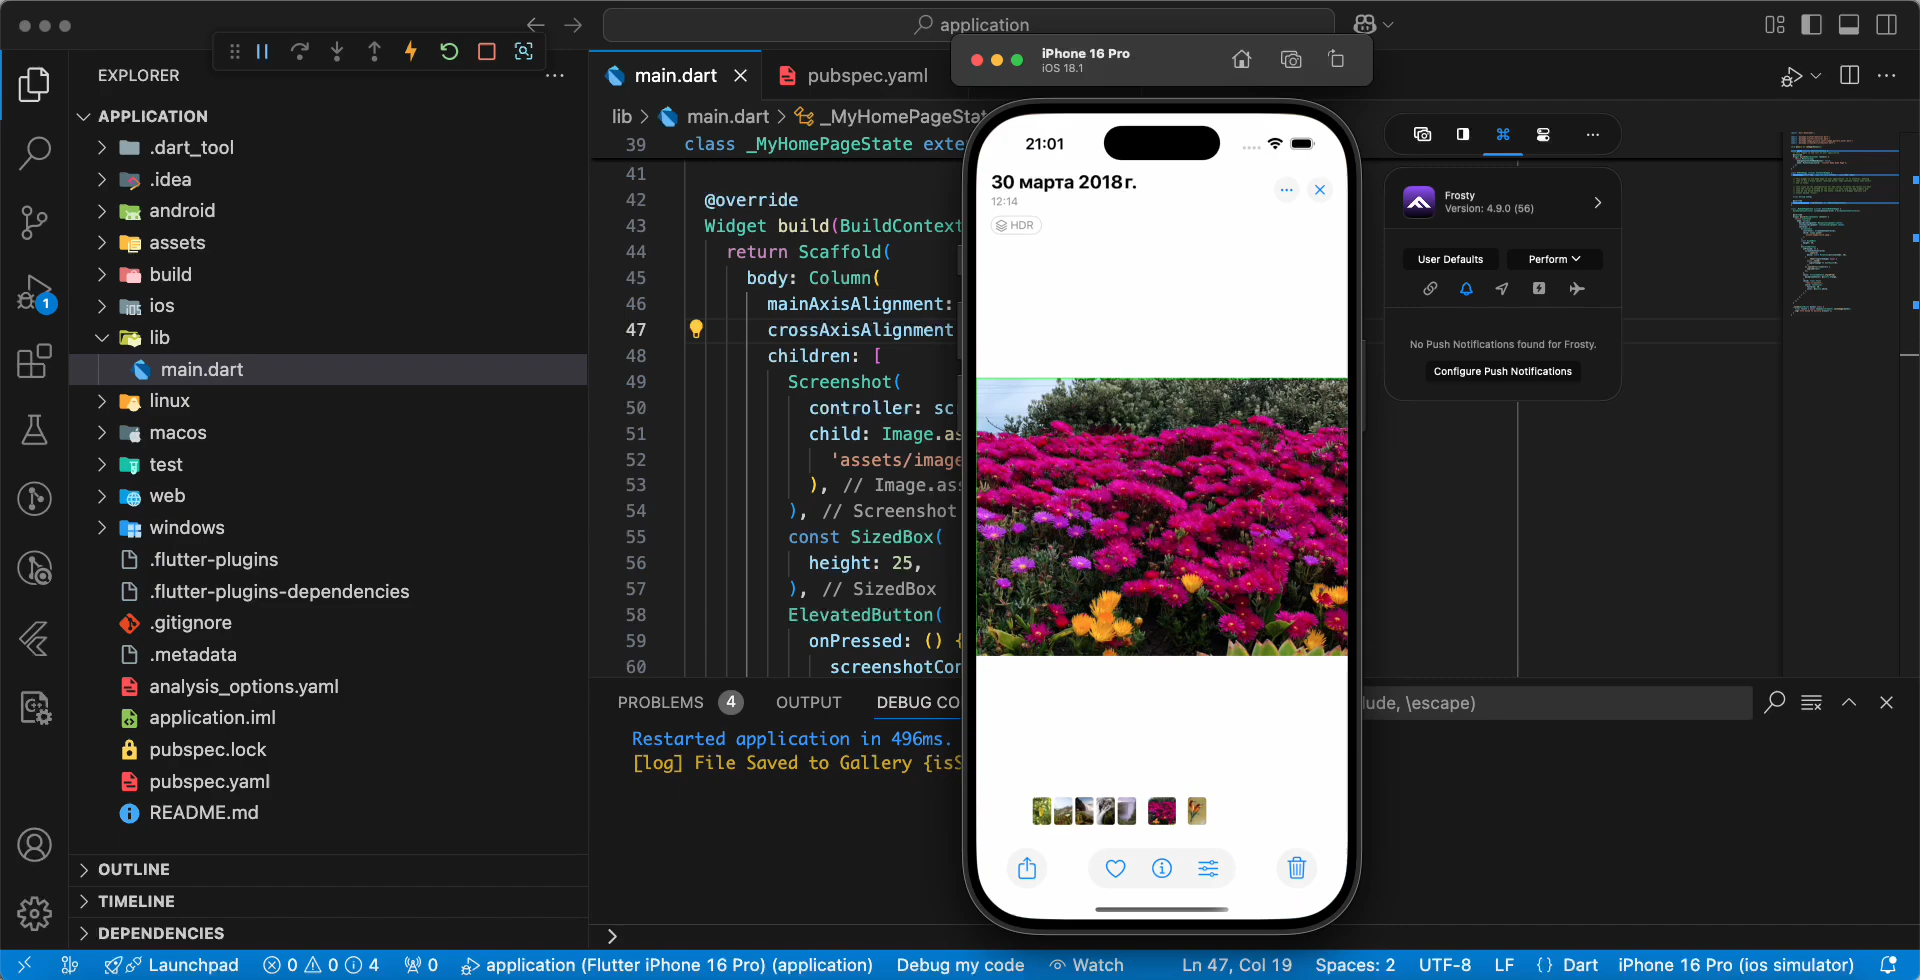 application
EXPLORER
APPLICATION
.dart_tool
.idea
android
assets
build
ios
lib
main.dart
linux
macos
test
web
windows
.flutter-plugins
.flutter-plugins-dependencies
.gitignore
.metadata
analysis_options.yaml
application.iml
pubspec.lock
pubspec.yaml
README.md
OUTLINE
TIMELINE
DEPENDENCIES
1
main.dart
pubspec.yaml
lib > main.dart > _MyHomePageStat
39 class _MyHomePageState exte
41
42 @override
43 Widget build(BuildContext
44 return Scaffold(
45 body: Column(
46 mainAxisAlignment:
47 crossAxisAlignment
48 children: [
49 Screenshot(
50 controller: sc
51 child: Image.as
52 'assets/image
53 ), // Image.ass
54 ), // Screenshot
55 const SizedBox(
56 height: 25,
57 ), // SizedBox
58 ElevatedButton(
59 onPressed: () {
60 screenshotCon
PROBLEMS 4 OUTPUT DEBUG CO
lude, \escape)
Restarted application in 496ms.
[log] File Saved to Gallery {isS
iPhone 16 Pro
iOS 18.1
21:01
30 марта 2018 г.
12:14
HDR
Frosty
Version: 4.9.0 (56)
User Defaults
Perform
No Push Notifications found for Frosty.
Configure Push Notifications
Launchpad 0 0 4 0 application (Flutter iPhone 16 Pro) (application) Debug my code Watch Ln 47, Col 19 Spaces: 2 UTF-8 LF {} Dart iPhone 16 Pro (ios simulator)